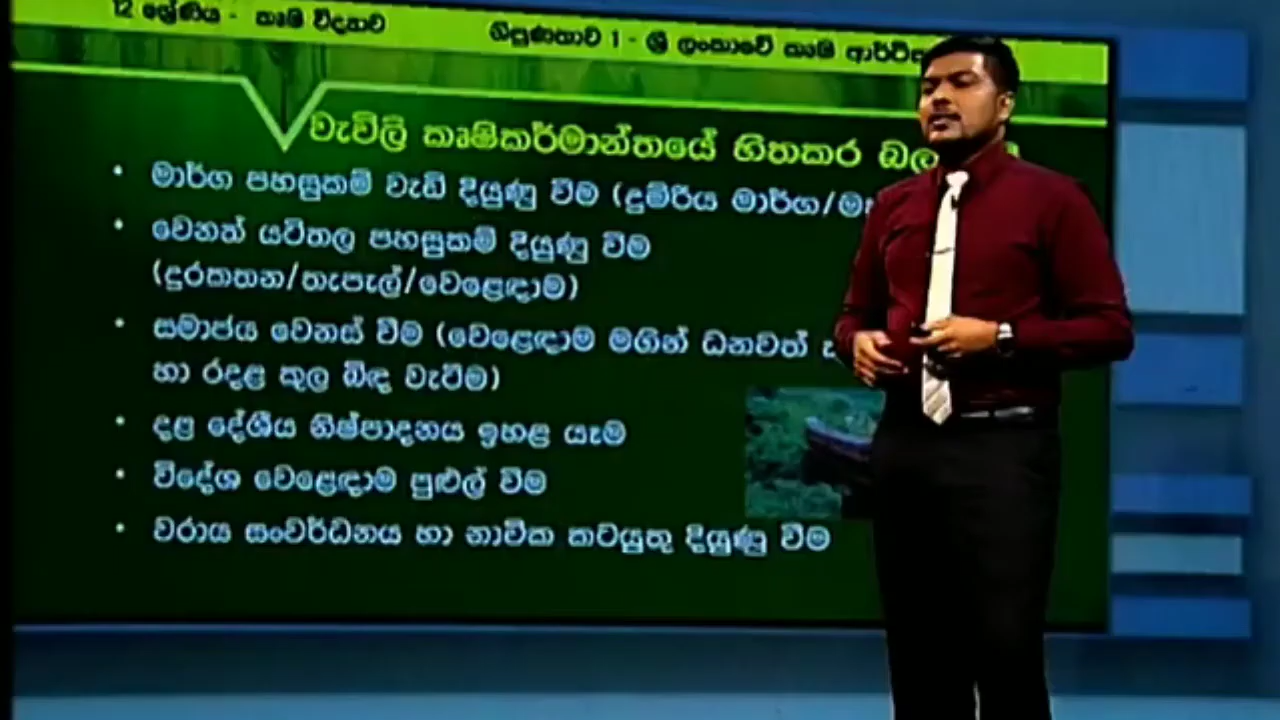 12 ශ්‍රේණිය - කෘෂි විද්‍යාව
නිපුණතාව 1 - ශ්‍රී ලංකාවේ කෘෂි
වැවිලි කෘෂිකර්මාන්තයේ හිතකර
• මාර්ග පහසුකම් වැඩි දියුණු වීම (දුම්රිය මාර්ග/
• වෙනත් යටිතල පහසුකම් දියුණු වීම
(දුරකතන/තැපැල්/වෙළෙඳාම)
• සමාජය වෙනස් වීම (වෙළෙඳාම මගින් ධනවත්
හා රදළ කුල බිඳ වැටීම)
• දළ දේශීය නිෂ්පාදනය ඉහළ යෑම
• විදේශ වෙළෙඳාම පුළුල් වීම
• වරාය සංවර්ධනය හා නාවික කටයුතු දියුණු වීම